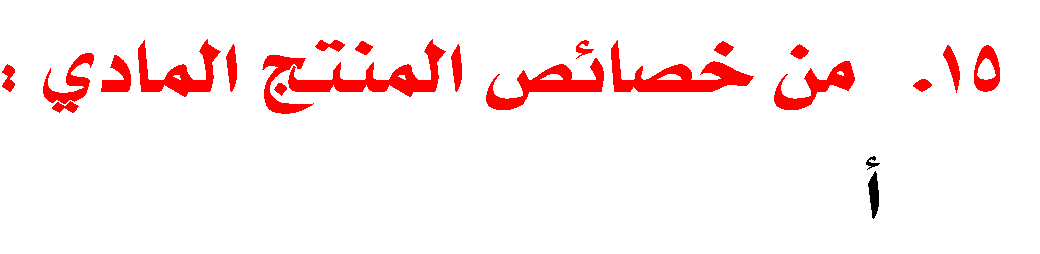 ١٥. من خصائص المنتج المادي :
أ